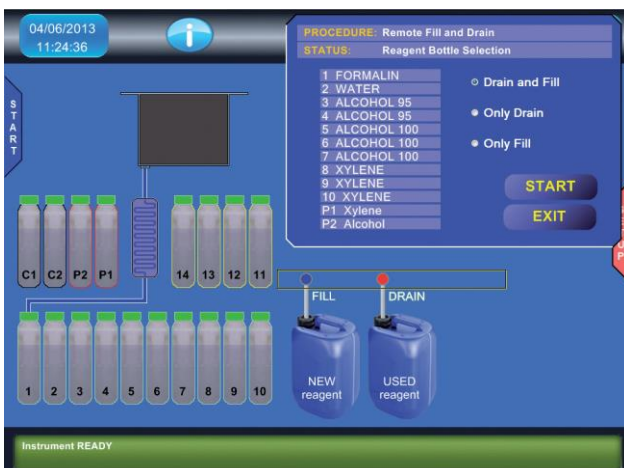 04/06/2013
11:24:36
i
PROCEDURE: Remote Fill and Drain
STATUS: Reagent Bottle Selection
1 FORMALIN
2 WATER
3 ALCOHOL 95
4 ALCOHOL 95
5 ALCOHOL 100
6 ALCOHOL 100
7 ALCOHOL 100
8 XYLENE
9 XYLENE
10 XYLENE
P1 Xylene
P2 Alcohol
Drain and Fill
Only Drain
Only Fill
START
EXIT
START
C1 C2 P2 P1
14 13 12 11
FILL DRAIN
1 2 3 4 5 6 7 8 9 10
NEW reagent
USED reagent
Instrument READY